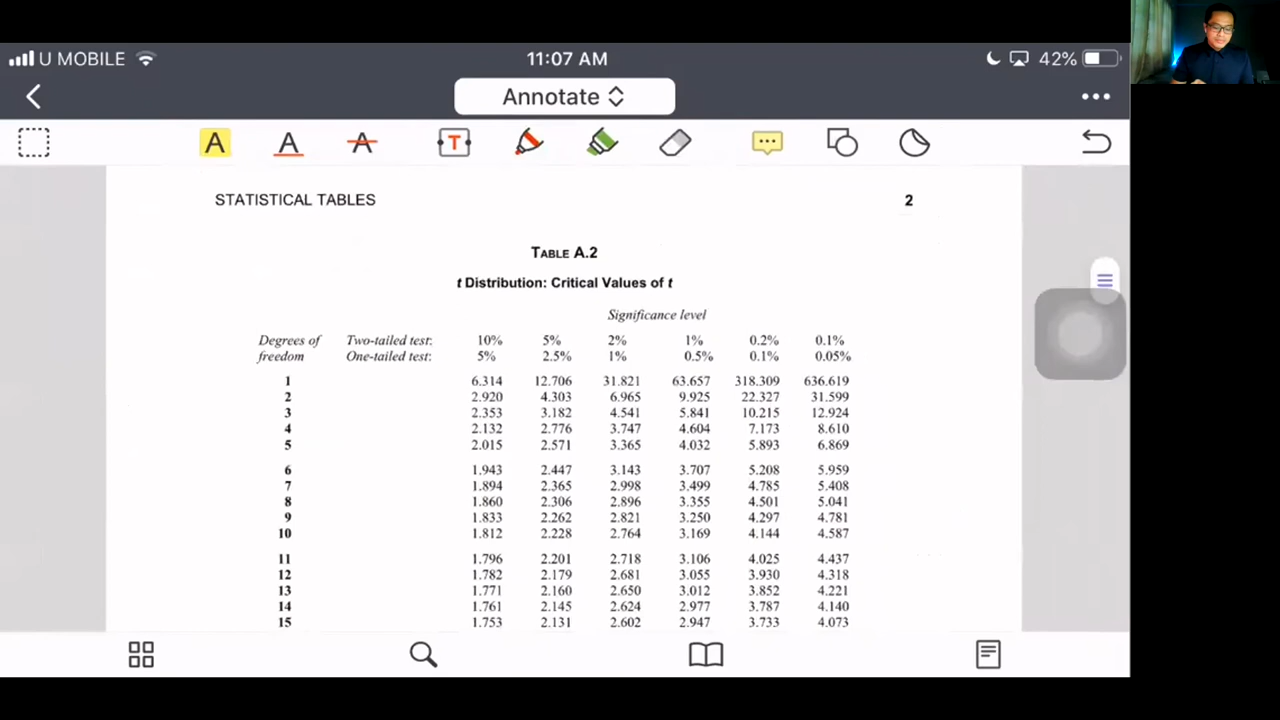 U MOBILE 11:07 AM 42%
Annotate
A A A T
STATISTICAL TABLES 2
TABLE A.2
t Distribution: Critical Values of t
Significance level
Degrees of Two-tailed test: 10% 5% 2% 1% 0.2% 0.1%
freedom One-tailed test: 5% 2.5% 1% 0.5% 0.1% 0.05%
1 6.314 12.706 31.821 63.657 318.309 636.619
2 2.920 4.303 6.965 9.925 22.327 31.599
3 2.353 3.182 4.541 5.841 10.215 12.924
4 2.132 2.776 3.747 4.604 7.173 8.610
5 2.015 2.571 3.365 4.032 5.893 6.869
6 1.943 2.447 3.143 3.707 5.208 5.959
7 1.894 2.365 2.998 3.499 4.785 5.408
8 1.860 2.306 2.896 3.355 4.501 5.041
9 1.833 2.262 2.821 3.250 4.297 4.781
10 1.812 2.228 2.764 3.169 4.144 4.587
11 1.796 2.201 2.718 3.106 4.025 4.437
12 1.782 2.179 2.681 3.055 3.930 4.318
13 1.771 2.160 2.650 3.012 3.852 4.221
14 1.761 2.145 2.624 2.977 3.787 4.140
15 1.753 2.131 2.602 2.947 3.733 4.073